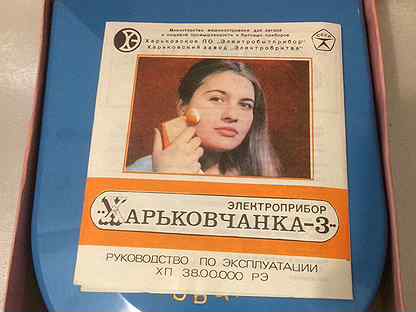 Министерство машиностроения для легкой
и пищевой промышленности и бытовых приборов
Харьковское ПО „Электробытприбор"
Харьковский завод „Электробритва"
ЭЛЕКТРОПРИБОР
ХАРЬКОВЧАНКА-3
РУКОВОДСТВО ПО ЭКСПЛУАТАЦИИ
ХП 38.00.000 РЭ